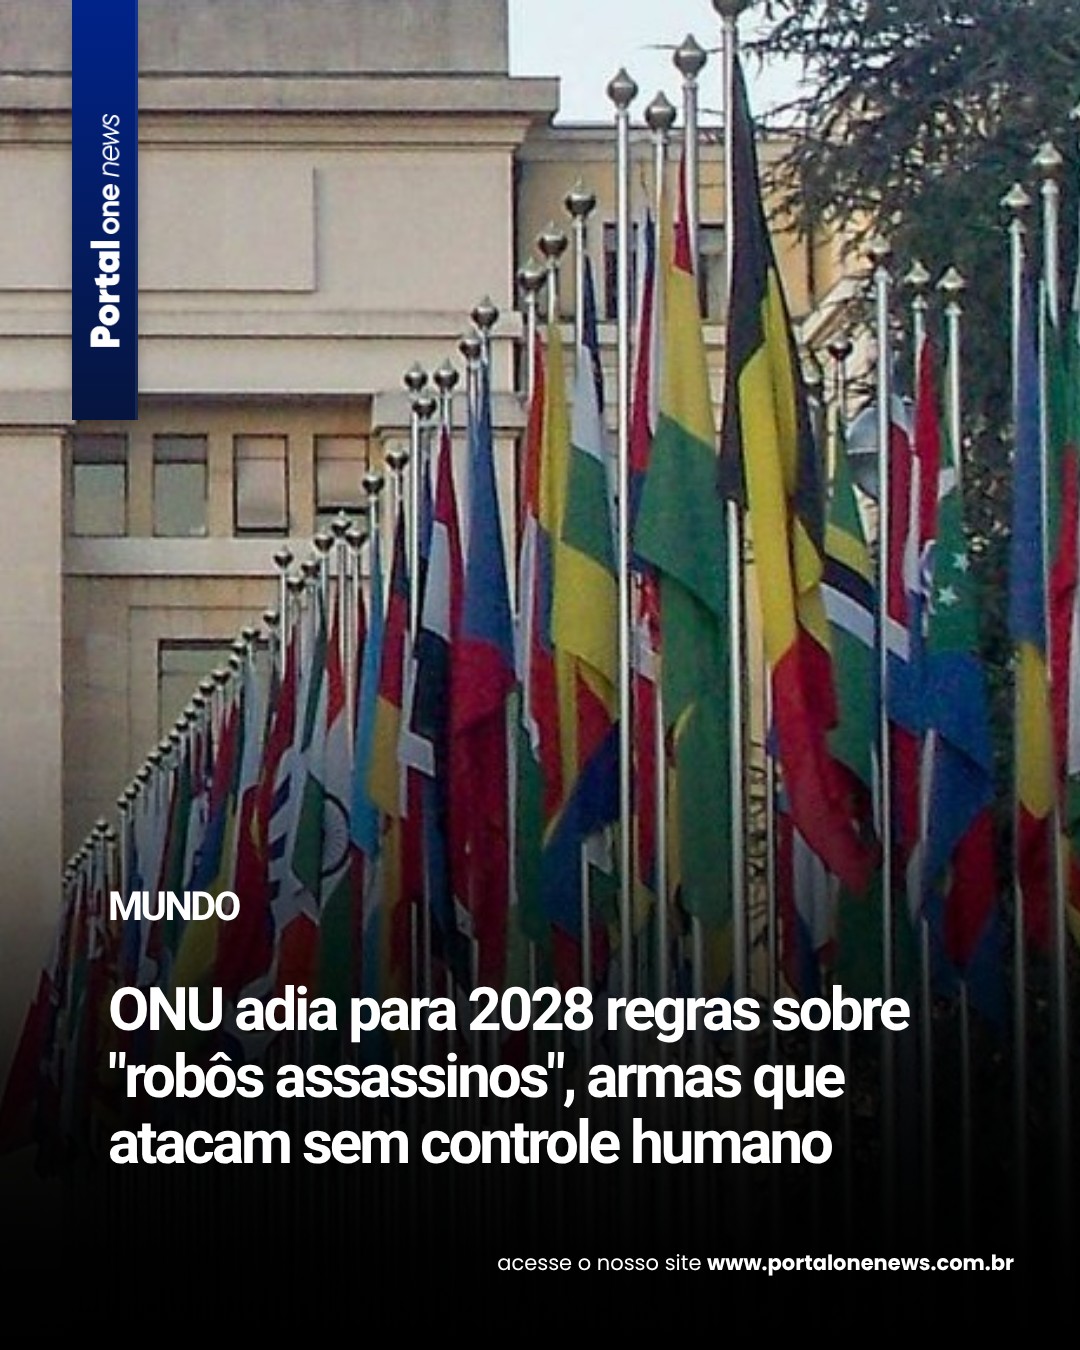 Portal one news
MUNDO
ONU adia para 2028 regras sobre
"robôs assassinos", armas que
atacam sem controle humano
acesse o nosso site www.portalonenews.com.br